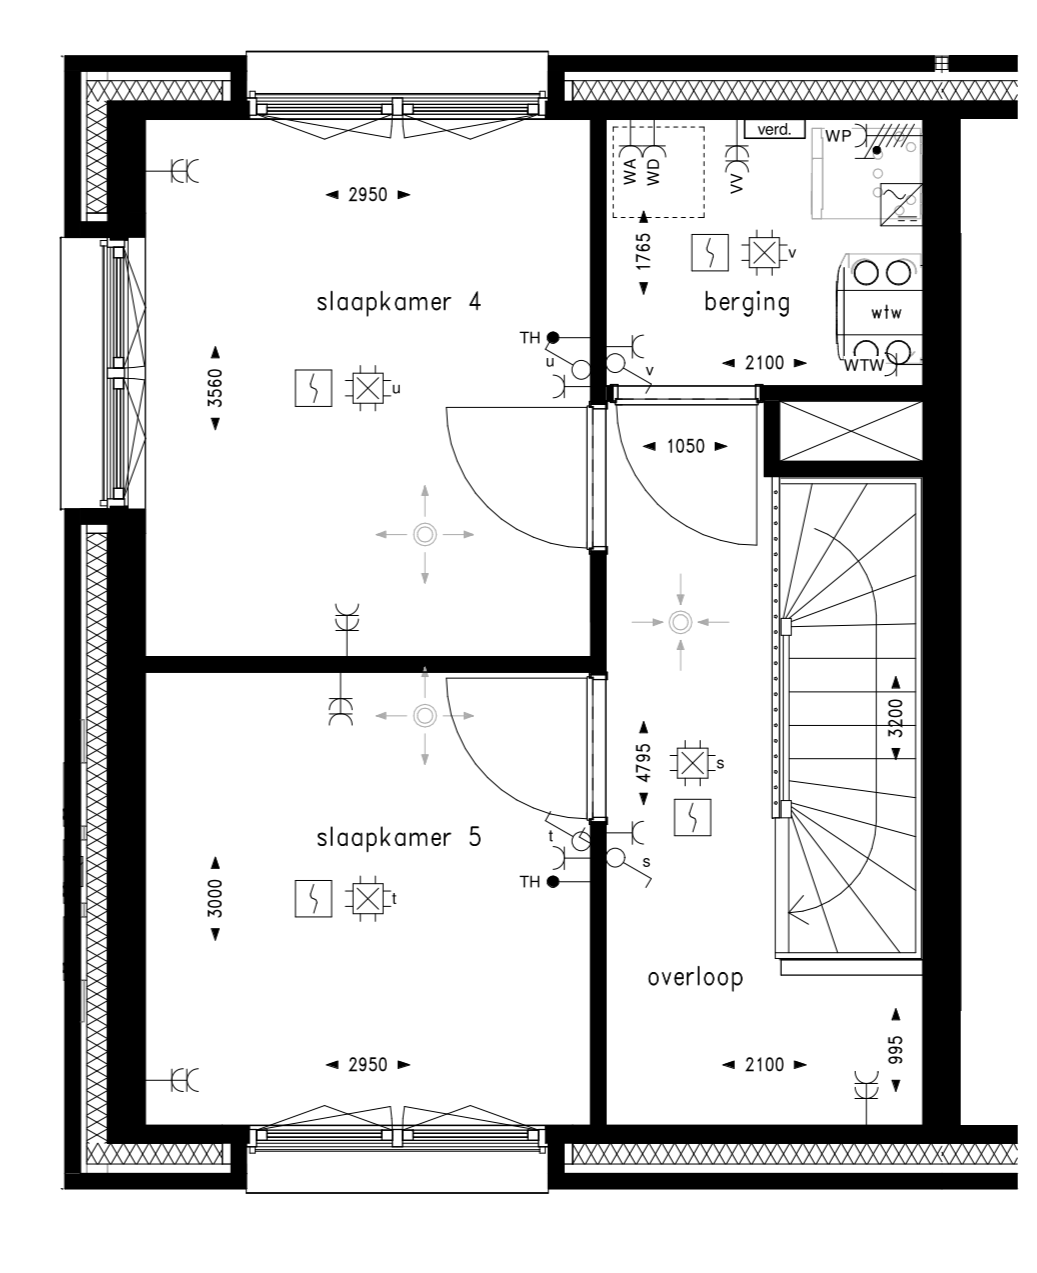 verd.
WP
WA
WD
VV
2950
1765
v
slaapkamer 4
berging
wtw
TH
u
v
2100
WTW
3560
u
1050
3200
4795
s
slaapkamer 5
t
s
TH
3000
t
overloop
2950
2100
995